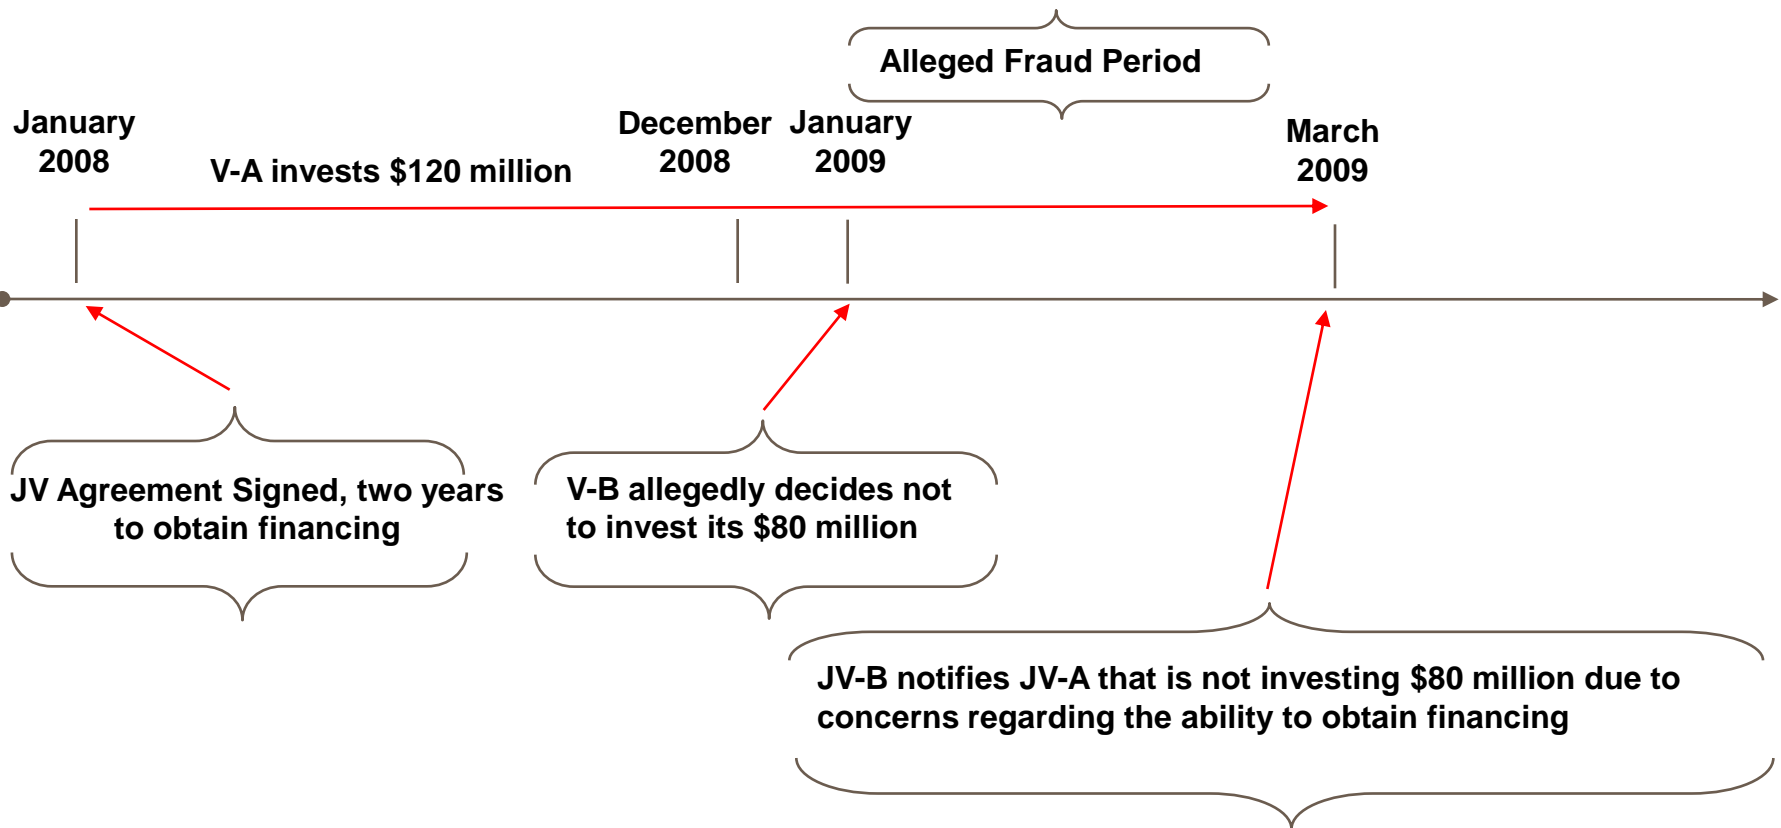 Alleged Fraud Period
January
2008
V-A invests $120 million
December
2008
January
2009
March
2009
JV Agreement Signed, two years
to obtain financing
V-B allegedly decides not
to invest its $80 million
JV-B notifies JV-A that is not investing $80 million due to
concerns regarding the ability to obtain financing